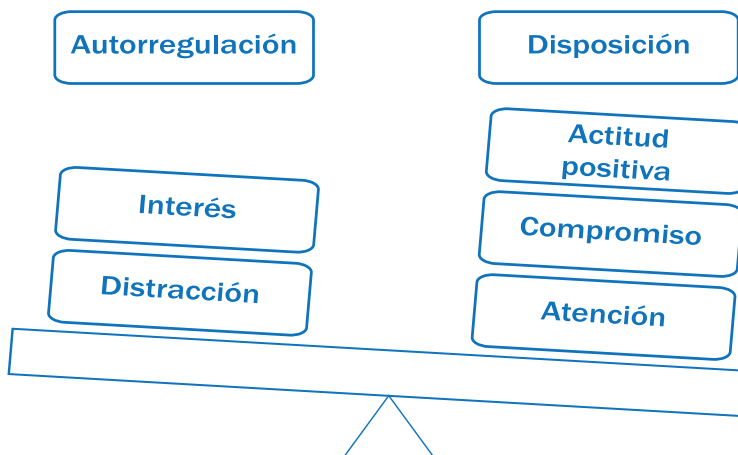 Autorregulación
Disposición
Interés
Distracción
Actitud
positiva
Compromiso
Atención